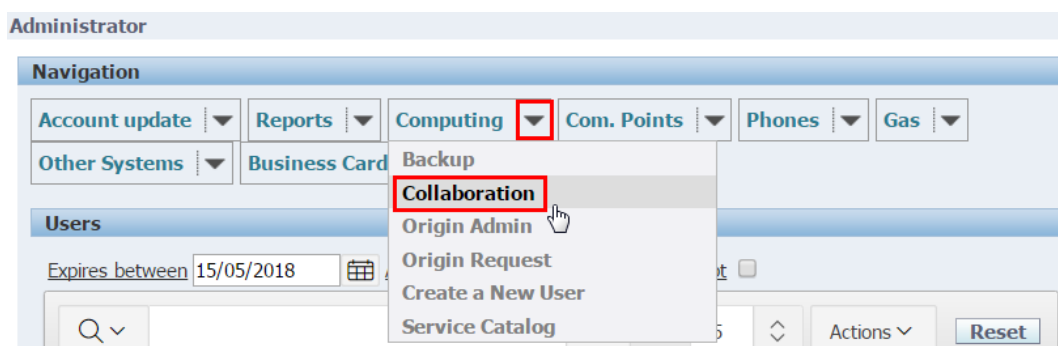 Administrator
Navigation
Account update Reports Computing Com. Points Phones Gas
Other Systems Business Card
Backup
Collaboration
Users
Origin Admin
Expires between 15/05/2018
Origin Request
Create a New User
Service Catalog
Actions Reset